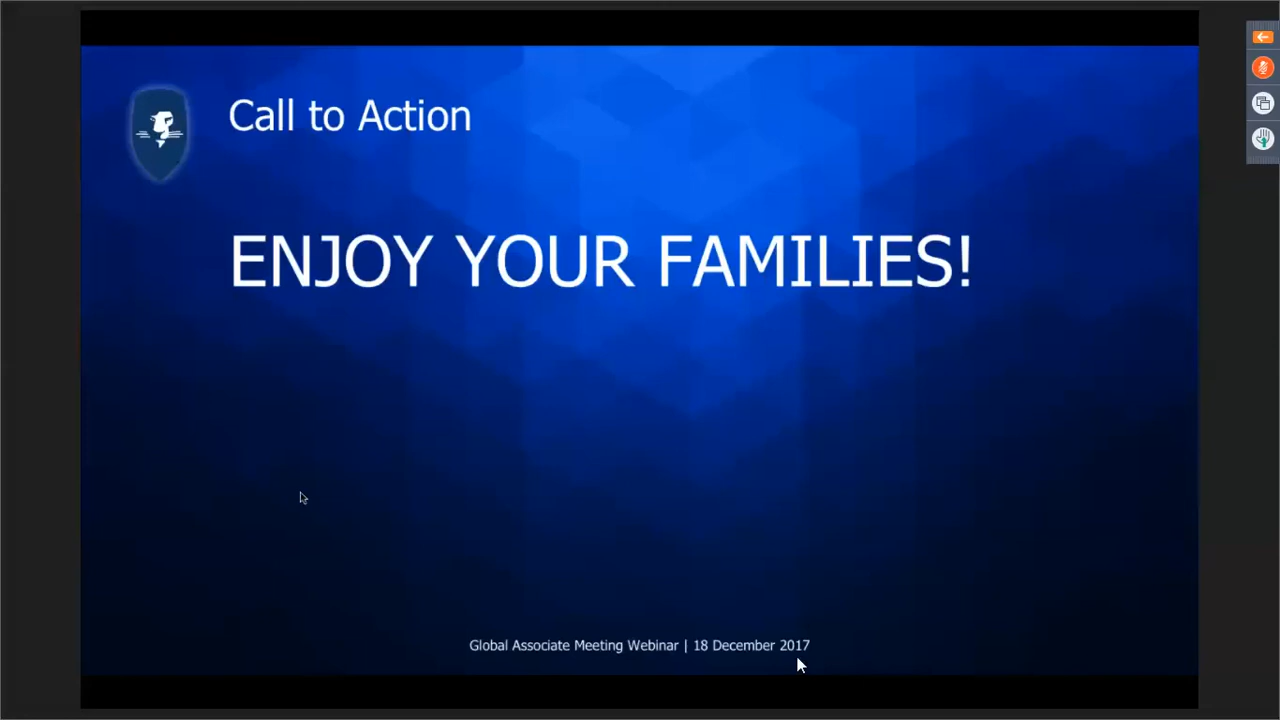 Call to Action
ENJOY YOUR FAMILIES!
Global Associate Meeting Webinar | 18 December 2017